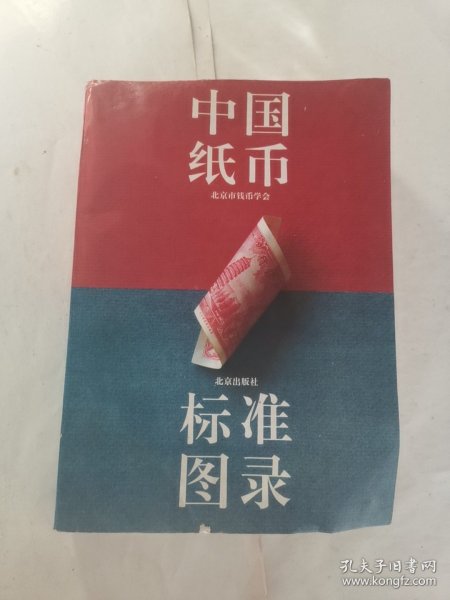 中国
纸币
北京市钱币学会
北京出版社
标准
图录
孔夫子旧书网
www.kongfz.com